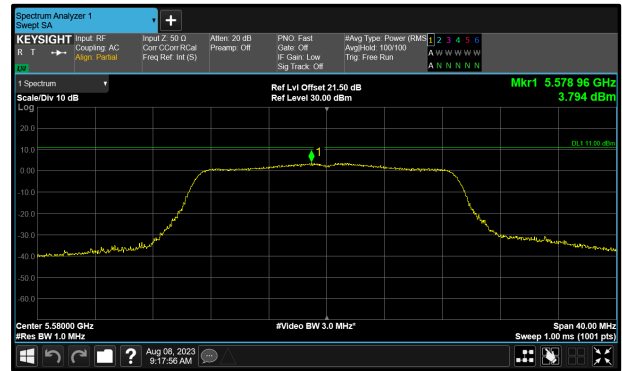 Spectrum Analyzer 1
Swept SA
+
KEYSIGHT Input: RF Input Z: 50 Ω Atten: 20 dB PNO: Fast #Avg Type: Power (RMS 1 2 3 4 5 6
R T Coupling: AC Corr CCorr RCal Preamp: Off Gate: Off Avg|Hold: 100/100 A W W W W W
Align: Partial Freq Ref: Int (S) IF Gain: Low Trig: Free Run
LW Sig Track: Off A N N N N N
1 Spectrum Ref Lvl Offset 21.50 dB Mkr1 5.578 96 GHz
Scale/Div 10 dB Ref Level 30.00 dBm 3.794 dBm
Log
20.0
10.0 1 DL1 11.00 dBm
0.00
-10.0
-20.0
-30.0
-40.0
-50.0
-60.0
Center 5.58000 GHz #Video BW 3.0 MHz* Span 40.00 MHz
#Res BW 1.0 MHz Sweep 1.00 ms (1001 pts)
? Aug 08, 2023
9:17:56 AM